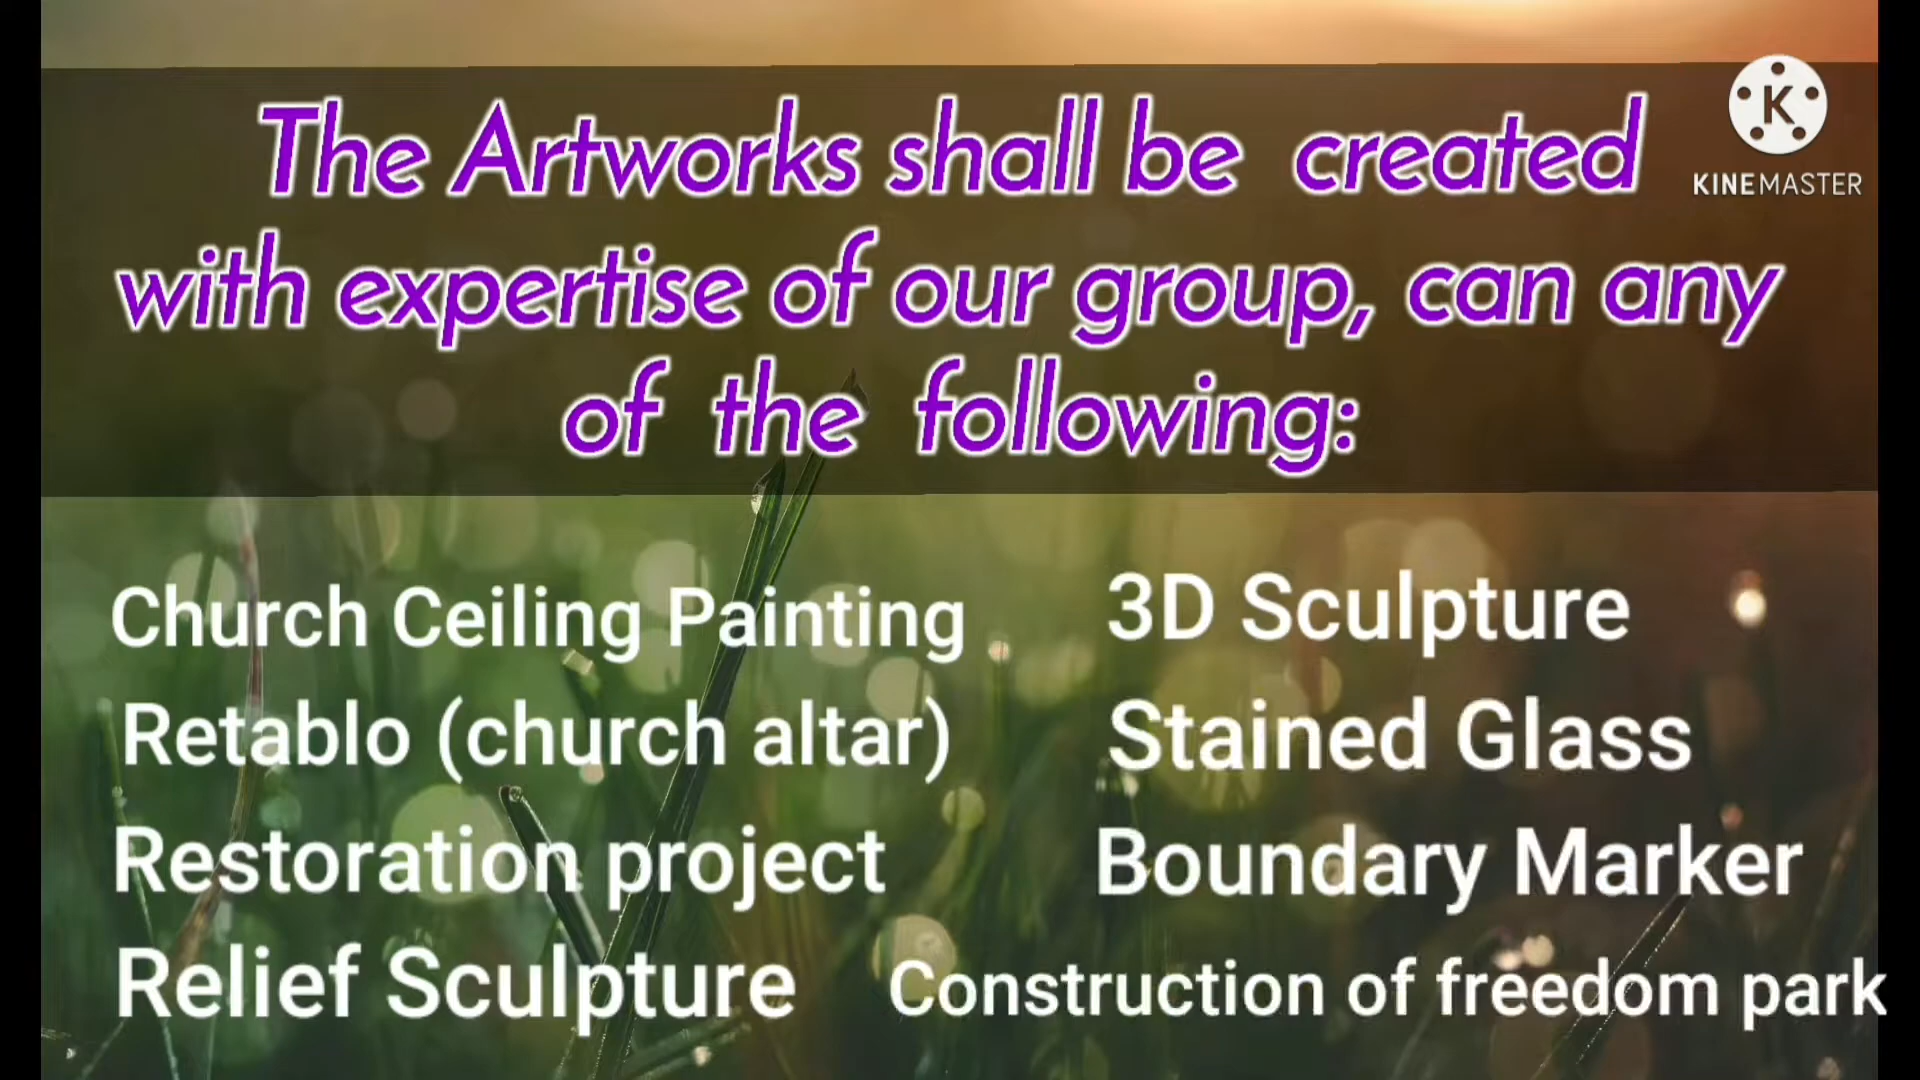 The Artworks shall be created
with expertise of our group, can any
of the following:
K
KINEMASTER
Church Ceiling Painting
Retablo (church altar)
Restoration project
Relief Sculpture
3D Sculpture
Stained Glass
Boundary Marker
Construction of freedom park